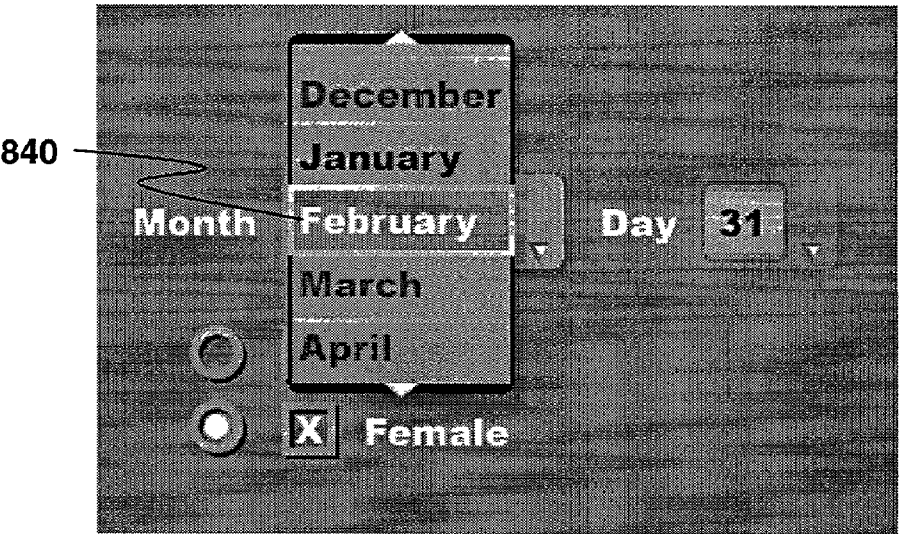 December
January
840
Month February Day 31
March
April
X Female